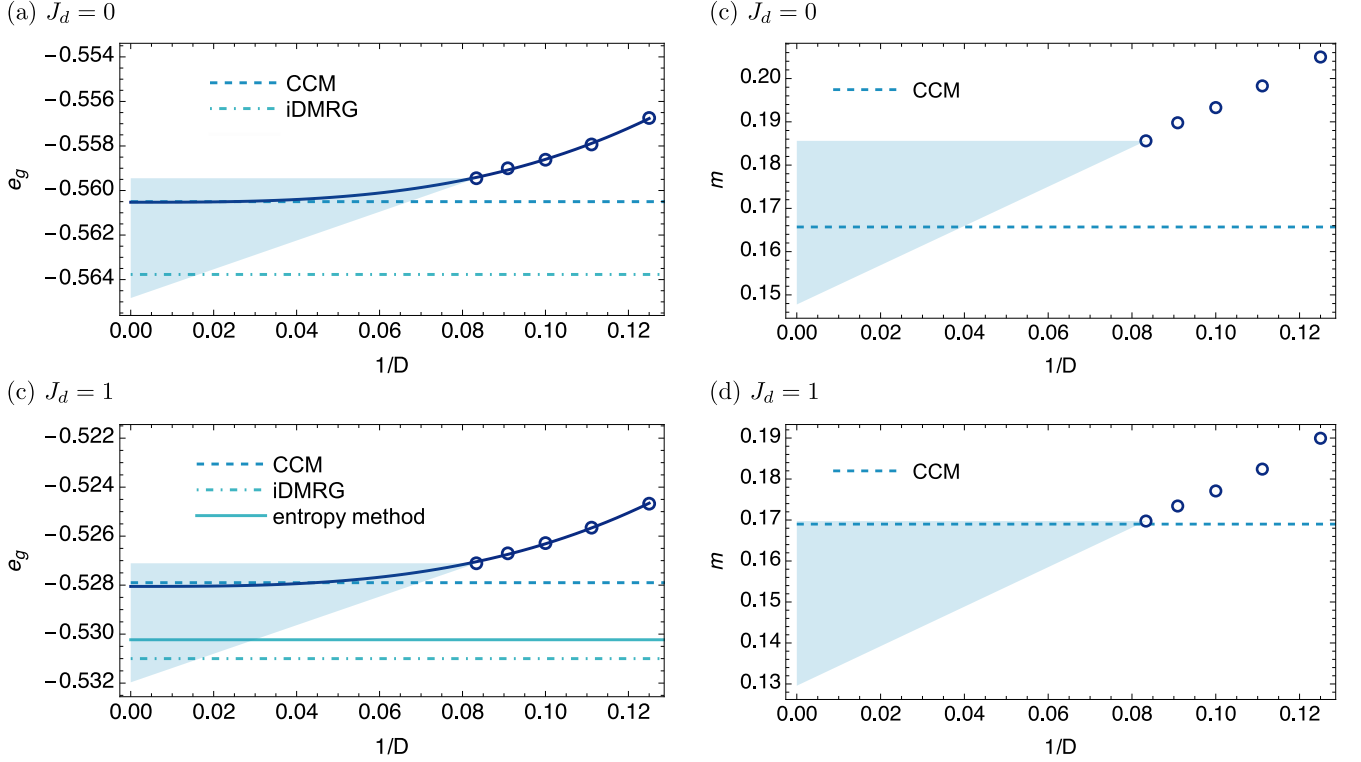 (a) J_d = 0
−0.554
−0.556
−0.558
−0.560
−0.562
−0.564
e_g
CCM
iDMRG
0.00 0.02 0.04 0.06 0.08 0.10 0.12
1/D
(c) J_d = 0
0.20
0.19
0.18
0.17
0.16
0.15
m
CCM
0.00 0.02 0.04 0.06 0.08 0.10 0.12
1/D
(c) J_d = 1
−0.522
−0.524
−0.526
−0.528
−0.530
−0.532
e_g
CCM
iDMRG
entropy method
0.00 0.02 0.04 0.06 0.08 0.10 0.12
1/D
(d) J_d = 1
0.19
0.18
0.17
0.16
0.15
0.14
0.13
m
CCM
0.00 0.02 0.04 0.06 0.08 0.10 0.12
1/D